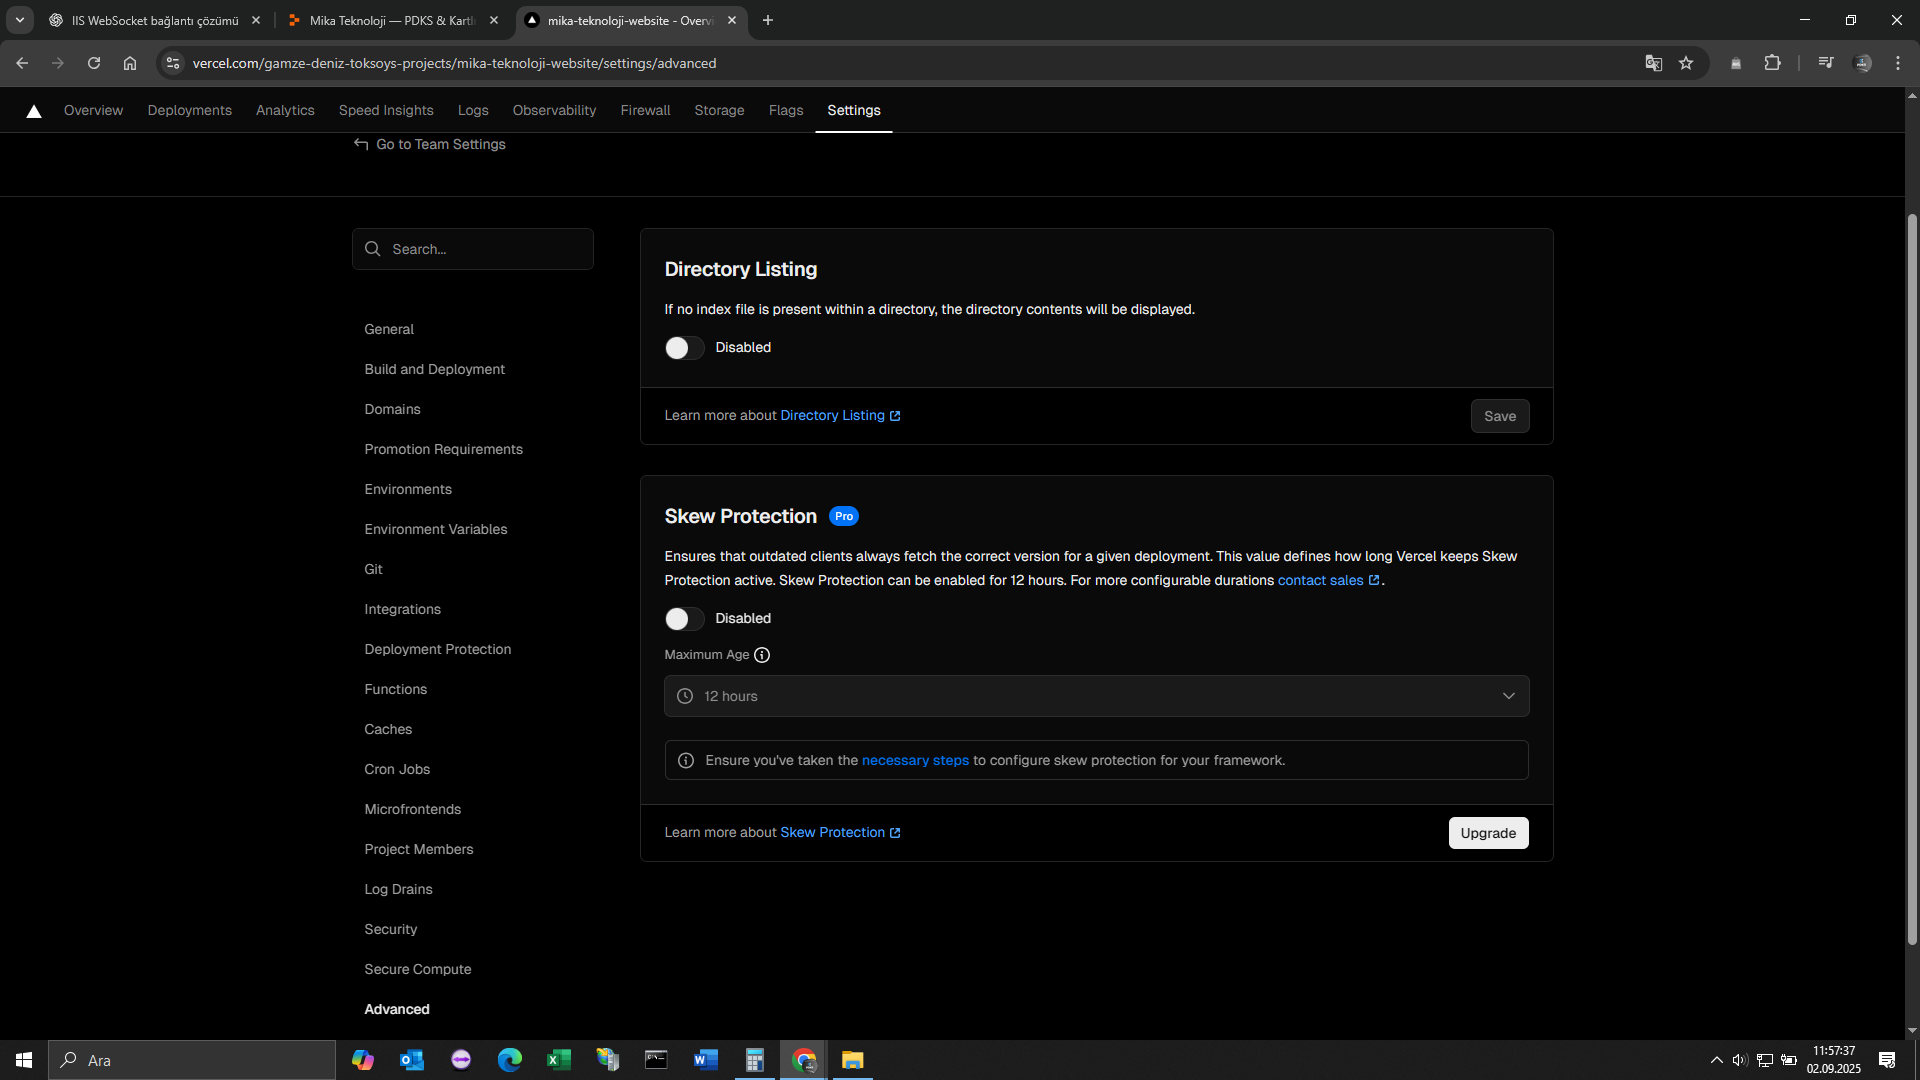 IIS WebSocket bağlantı çözümü
Mika Teknoloji — PDKS & Kartl
mika-teknoloji-website - Overvi
vercel.com/gamze-deniz-toksoys-projects/mika-teknoloji-website/settings/advanced
Overview Deployments Analytics Speed Insights Logs Observability Firewall Storage Flags Settings
Go to Team Settings
Search...
General
Build and Deployment
Domains
Promotion Requirements
Environments
Environment Variables
Git
Integrations
Deployment Protection
Functions
Caches
Cron Jobs
Microfrontends
Project Members
Log Drains
Security
Secure Compute
Advanced
Directory Listing
If no index file is present within a directory, the directory contents will be displayed.
Disabled
Learn more about Directory Listing
Save
Skew Protection Pro
Ensures that outdated clients always fetch the correct version for a given deployment. This value defines how long Vercel keeps Skew
Protection active. Skew Protection can be enabled for 12 hours. For more configurable durations contact sales.
Disabled
Maximum Age
12 hours
Ensure you've taken the necessary steps to configure skew protection for your framework.
Learn more about Skew Protection
Upgrade
Ara
11:57:37
02.09.2025